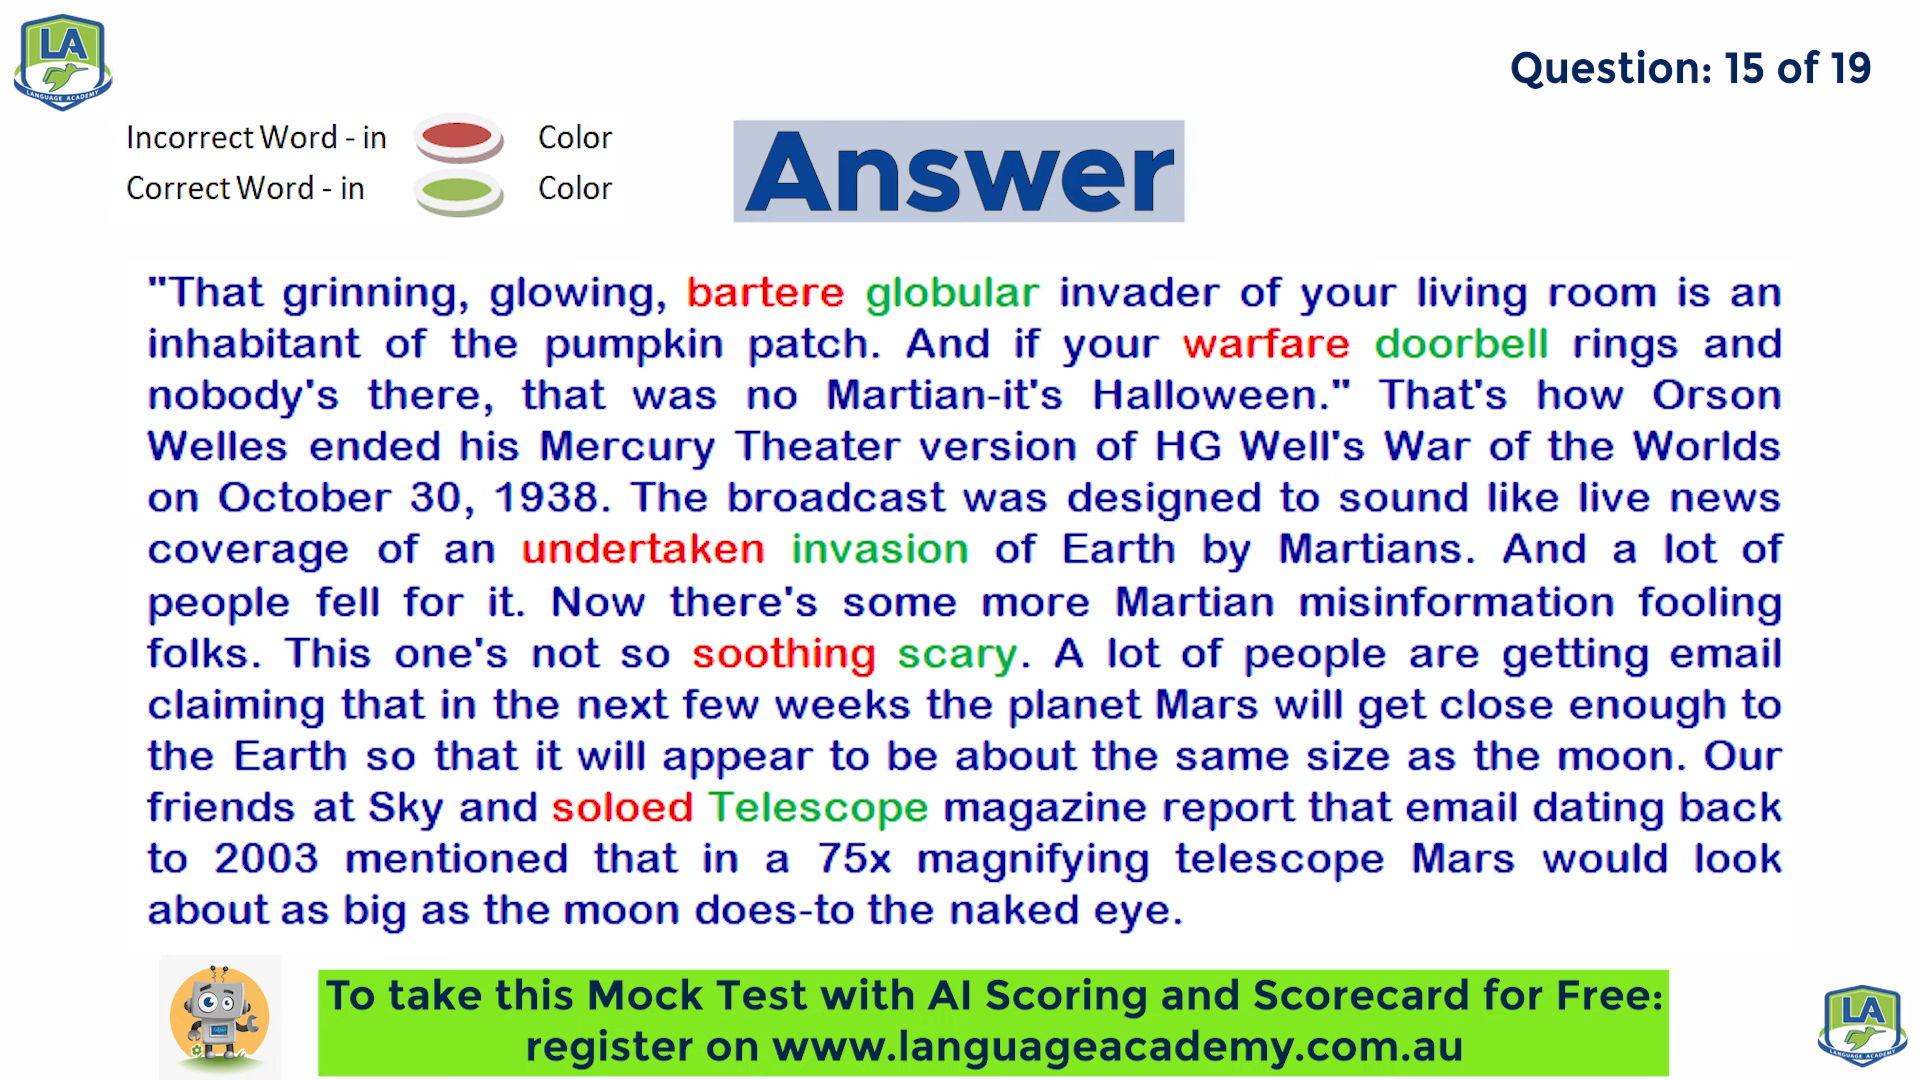 LA
LANGUAGE ACADEMY
Question: 15 of 19
Incorrect Word - in Color
Correct Word - in Color
Answer
"That grinning, glowing, bartere globular invader of your living room is an
inhabitant of the pumpkin patch. And if your warfare doorbell rings and
nobody's there, that was no Martian-it's Halloween." That's how Orson
Welles ended his Mercury Theater version of HG Well's War of the Worlds
on October 30, 1938. The broadcast was designed to sound like live news
coverage of an undertaken invasion of Earth by Martians. And a lot of
people fell for it. Now there's some more Martian misinformation fooling
folks. This one's not so soothing scary. A lot of people are getting email
claiming that in the next few weeks the planet Mars will get close enough to
the Earth so that it will appear to be about the same size as the moon. Our
friends at Sky and soloed Telescope magazine report that email dating back
to 2003 mentioned that in a 75x magnifying telescope Mars would look
about as big as the moon does-to the naked eye.
To take this Mock Test with AI Scoring and Scorecard for Free:
register on www.languageacademy.com.au
LA
LANGUAGE ACADEMY